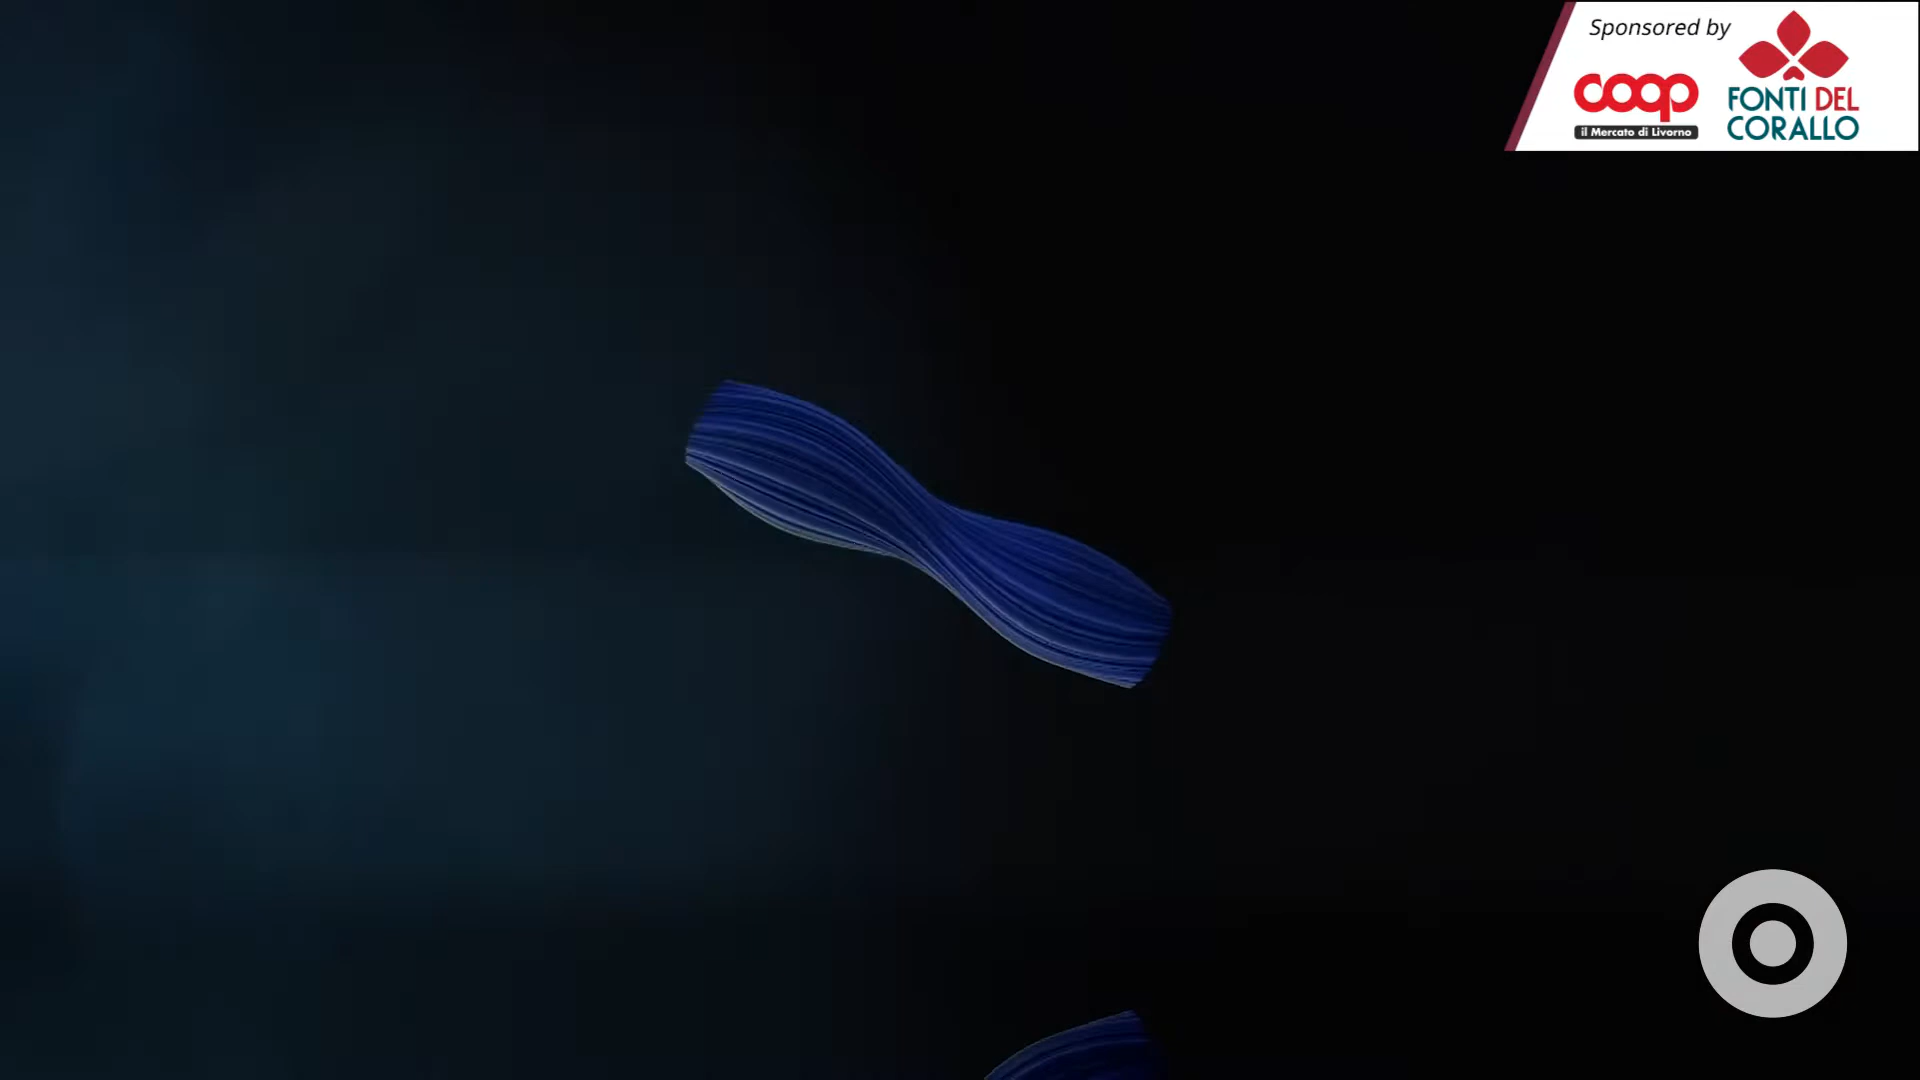 Sponsored by
coop
il Mercato di Livorno
FONTI DEL
CORALLO